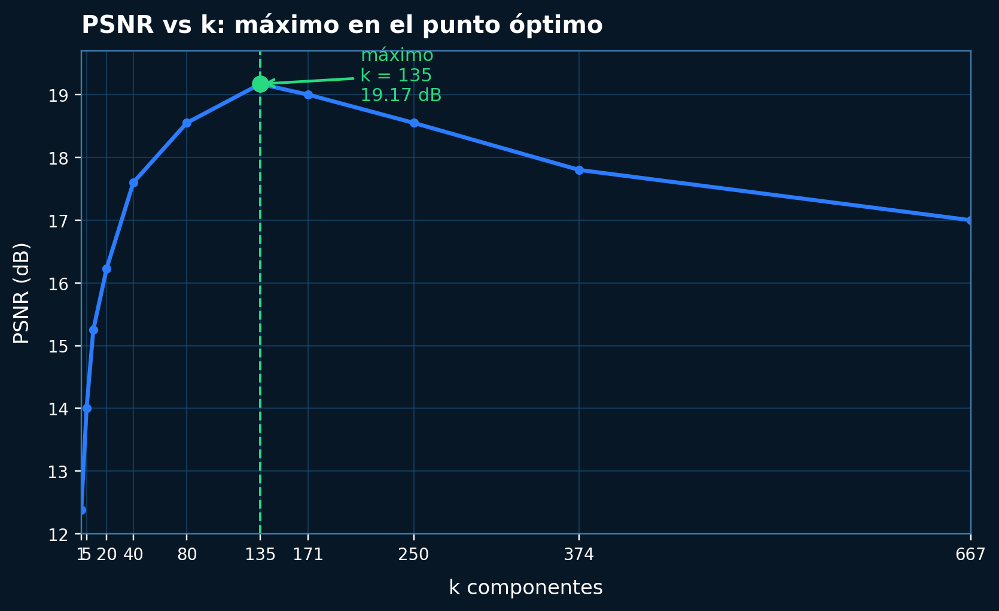 PSNR vs k: máximo en el punto óptimo
máximo
k = 135
19.17 dB
19
18
17
16
15
14
13
12
PSNR (dB)
1 5 20 40 80 135 171 250 374 667
k componentes